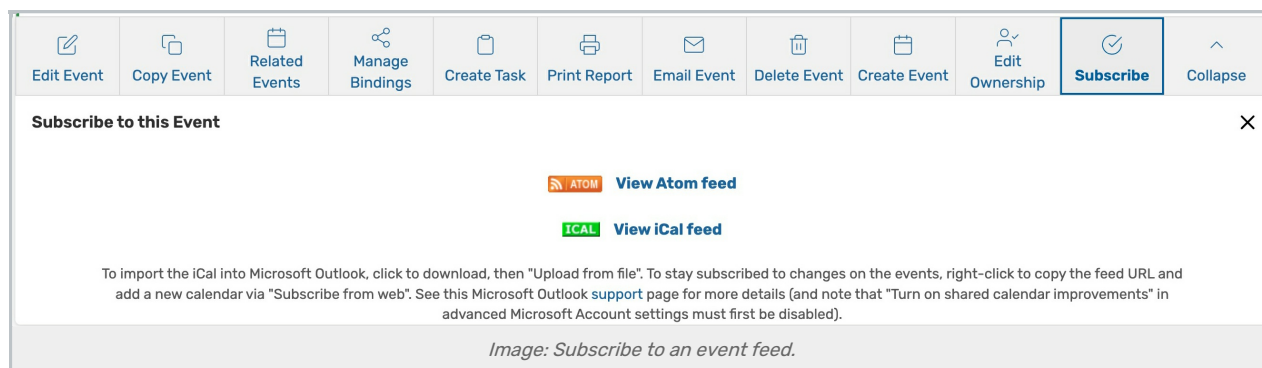 Edit Event
Copy Event
Related
Events
Manage
Bindings
Create Task
Print Report
Email Event
Delete Event
Create Event
Edit
Ownership
Subscribe
Collapse
Subscribe to this Event
ATOM View Atom feed
ICAL View iCal feed
To import the iCal into Microsoft Outlook, click to download, then "Upload from file". To stay subscribed to changes on the events, right-click to copy the feed URL and
add a new calendar via "Subscribe from web". See this Microsoft Outlook support page for more details (and note that "Turn on shared calendar improvements" in
advanced Microsoft Account settings must first be disabled).
Image: Subscribe to an event feed.